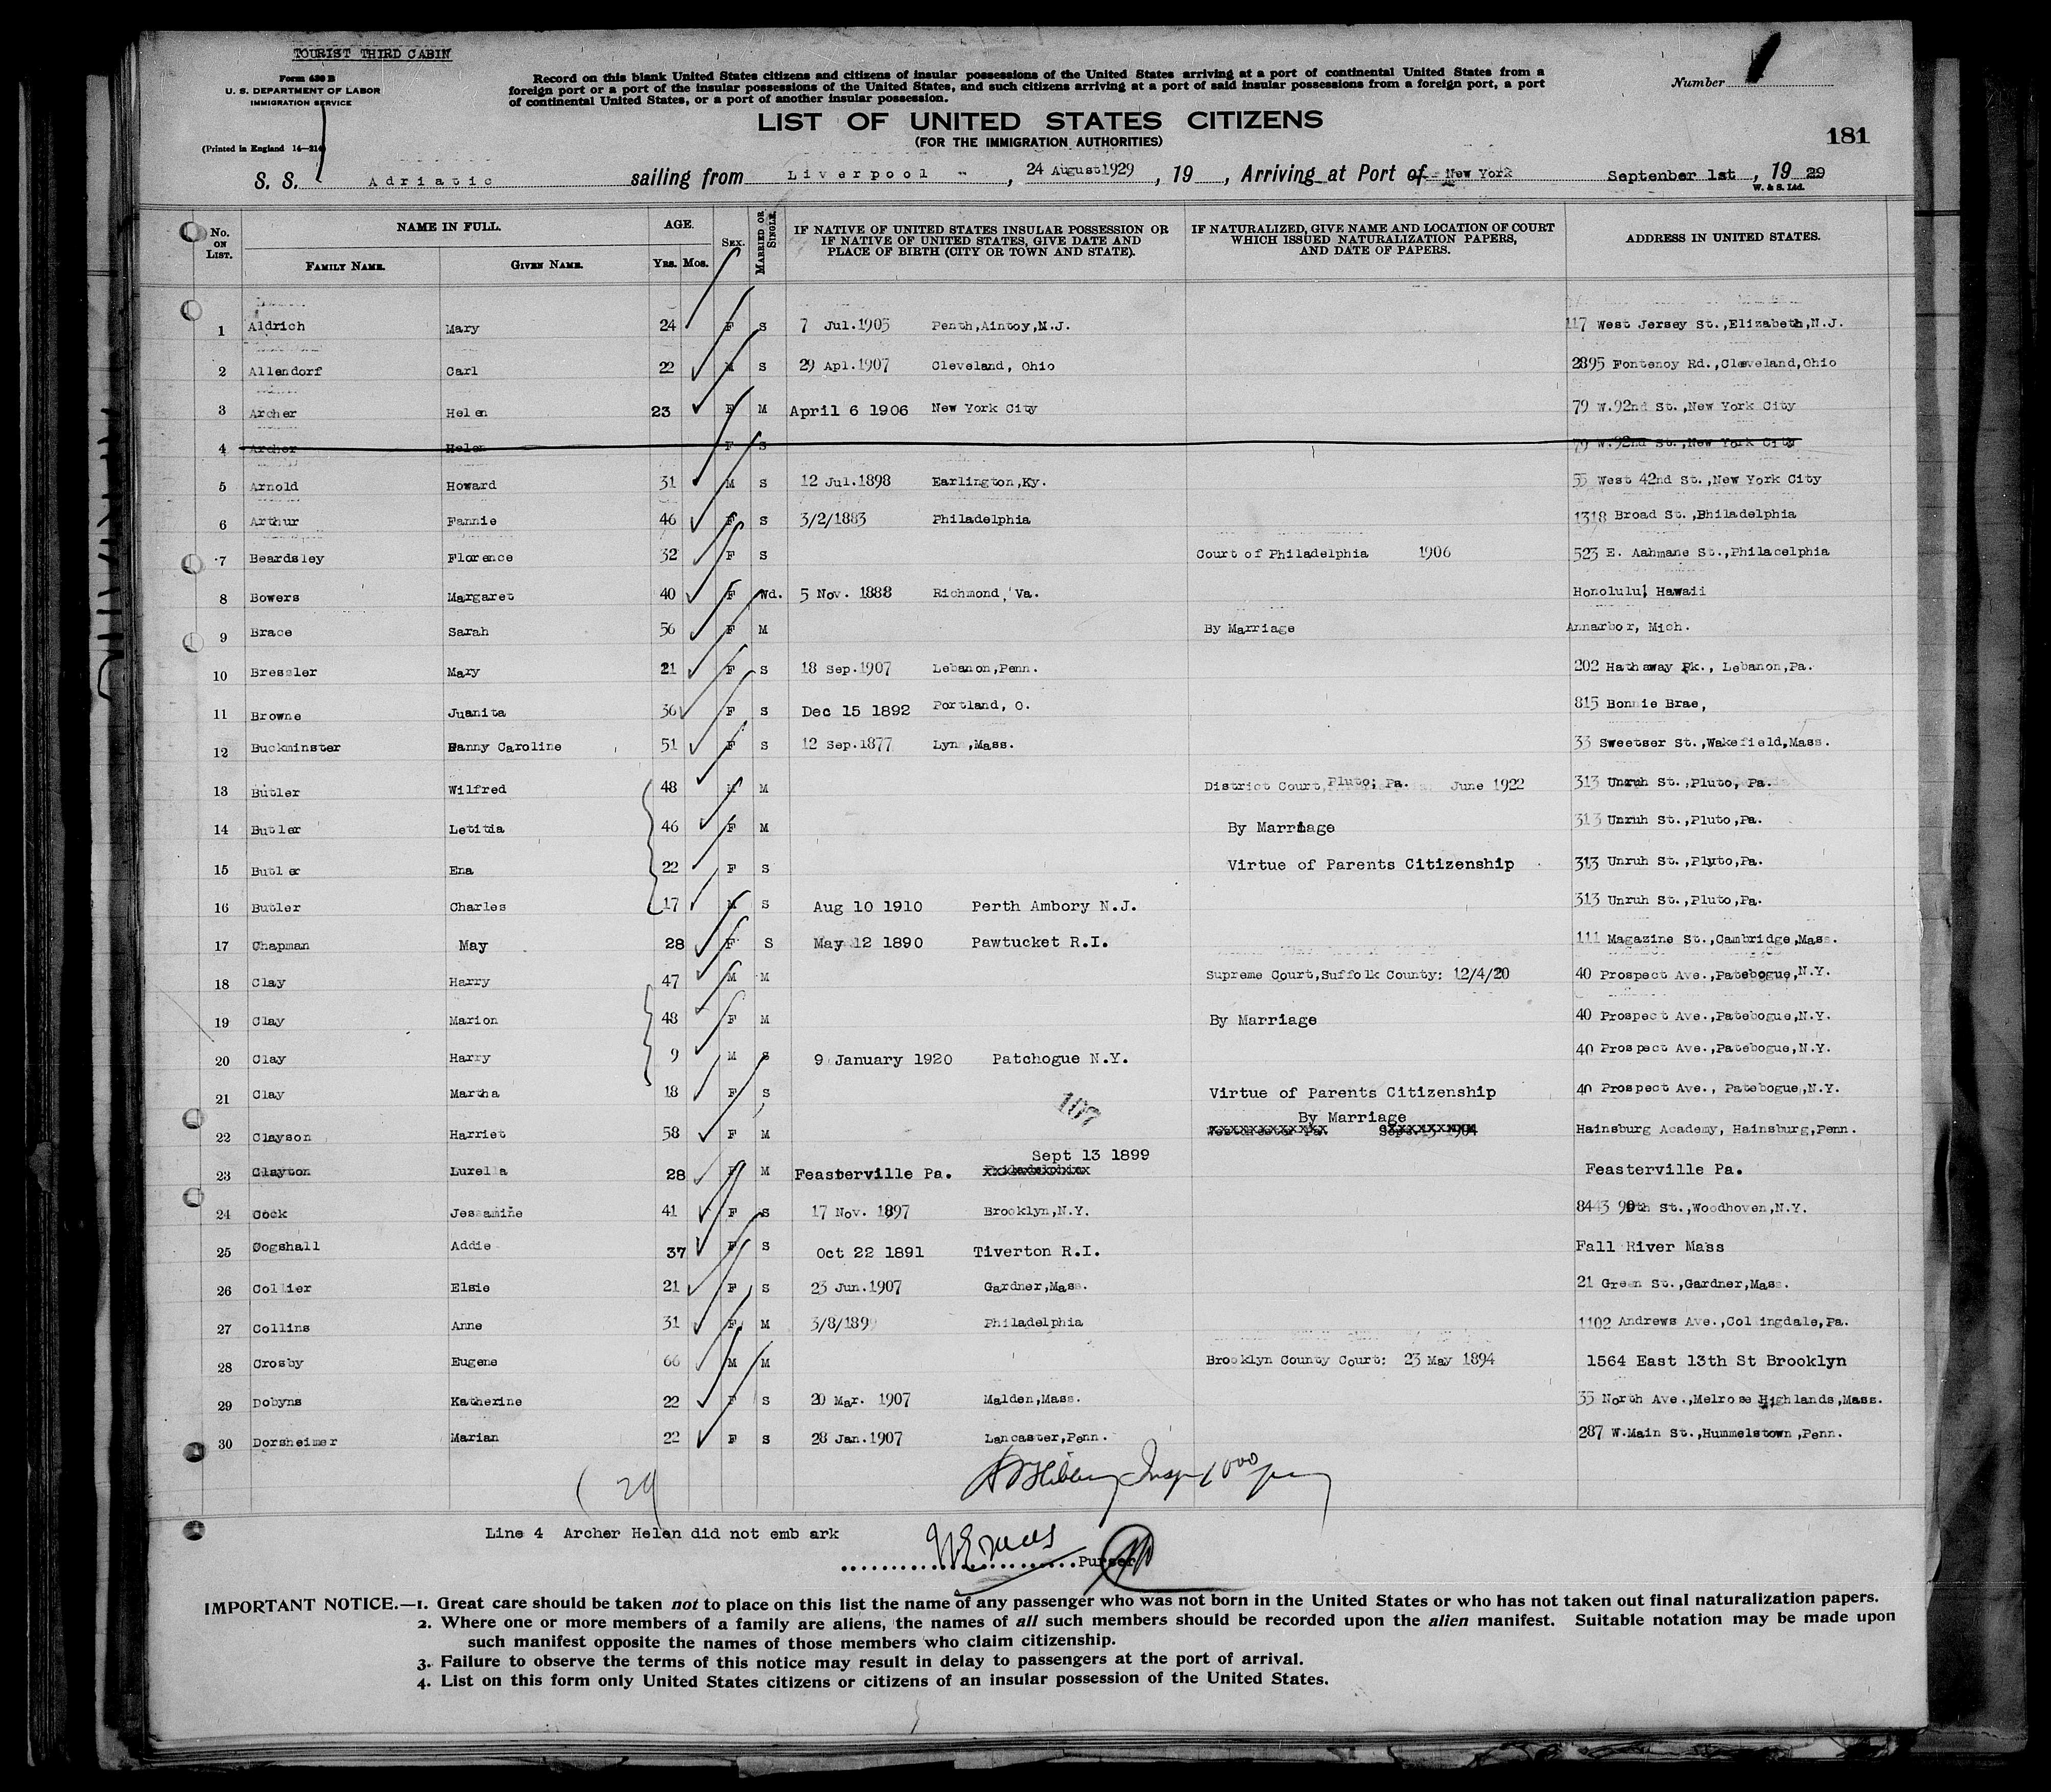 TOURIST THIRD CABIN
Form 630 B
U. S. DEPARTMENT OF LABOR
IMMIGRATION SERVICE
(Printed in England 14—214)
Record on this blank United States citizens and citizens of insular possessions of the United States arriving at a port of continental United States from a
foreign port or a port of the insular possessions of the United States, and such citizens arriving at a port of said insular possessions from a foreign port, a port
of continental United States, or a port of another insular possession.
Number
LIST OF UNITED STATES CITIZENS
(FOR THE IMMIGRATION AUTHORITIES)
181
S. S. Adriatic sailing from Liverpool, 24 August 1929, 19 , Arriving at Port of New York September 1st, 19 29
W. & S. Ltd.
No. ON LIST. NAME IN FULL. FAMILY NAME. GIVEN NAME. AGE. YRS. MOS. SEX. MARRIED OR SINGLE. IF NATIVE OF UNITED STATES INSULAR POSSESSION OR IF NATIVE OF UNITED STATES, GIVE DATE AND PLACE OF BIRTH (CITY OR TOWN AND STATE). IF NATURALIZED, GIVE NAME AND LOCATION OF COURT WHICH ISSUED NATURALIZATION PAPERS, AND DATE OF PAPERS. ADDRESS IN UNITED STATES.
1 Aldrich Mary 24 F S 7 Jul.1905 Penth,Aintoy,N.J. 117 West Jersey St.,Elizabeth,N.J.
2 Allendorf Carl 22 M S 29 Apl.1907 Cleveland, Ohio 2895 Fontenoy Rd.,Cleveland,Ohio
3 Archer Helen 23 F M April 6 1906 New York City 79 W.92nd St.,New York City
4 Archer Helen F S 79 W.92nd St.,New York City
5 Arnold Howard 31 M S 12 Jul.1898 Earlington,Ky. 55 West 42nd St.,New York City
6 Arthur Fannie 46 F S 3/2/1883 Philadelphia 1318 Broad St.,Philadelphia
7 Beardsley Florence 32 F S Court of Philadelphia 1906 523 E. Aahmane St.,Philacelphia
8 Bowers Margaret 40 F Wd. 5 Nov. 1888 Richmond, Va. Honolulu, Hawaii
9 Brace Sarah 56 F M By Marriage Annarbor, Mich.
10 Bressler Mary 21 F S 18 Sep.1907 Lebanon,Penn. 202 Hathaway Pk., Lebanon,Pa.
11 Browne Juanita 36 F S Dec 15 1892 Portland, O. 815 Bonnie Brae,
12 Buckminster Fanny Caroline 51 F S 12 Sep.1877 Lynn,Mass. 33 Sweetser St.,Wakefield,Mass.
13 Butler Wilfred 48 M M District Court, Pluto, Pa. June 1922 313 Unruh St.,Pluto, Pa.
14 Butler Letitia 46 F M By Marriage 313 Unruh St.,Pluto,Pa.
15 Butler Ena 22 F S Virtue of Parents Citizenship 313 Unruh St.,Pluto,Pa.
16 Butler Charles 17 M S Aug 10 1910 Perth Ambory N.J. 313 Unruh St.,Pluto,Pa.
17 Chapman May 28 F S May 12 1890 Pawtucket R.I. 111 Magazine St.,Cambridge,Mass.
18 Clay Harry 47 M M Supreme Court,Suffolk County: 12/4/20 40 Prospect Ave.,Patebogue,N.Y.
19 Clay Marion 48 F M By Marriage 40 Prospect Ave.,Patebogue,N.Y.
20 Clay Harry 9 M S 9 January 1920 Patchogue N.Y. 40 Prospect Ave.,Patebogue,N.Y.
21 Clay Martha 18 F S Virtue of Parents Citizenship 40 Prospect Ave., Patebogue,N.Y.
107
By Marriage
22 Clayson Harriet 58 F M Hainsburg Academy, Hainsburg,Penn.
Sept 13 1899
23 Clayton Lurella 28 F M Feasterville Pa. Feasterville Pa.
24 Cock Jessamine 41 F S 17 Nov. 1897 Brooklyn,N.Y. 8443 90th St.,Woodhoven,N.Y.
25 Cogshall Addie 37 F S Oct 22 1891 Tiverton R.I. Fall River Mass
26 Collier Elsie 21 F S 23 Jun.1907 Gardner,Mass. 21 Green St.,Gardner,Mass.
27 Collins Anne 31 F M 3/8/1899 Philadelphia 1102 Andrews Ave.,Collingdale,Pa.
28 Crosby Eugene 66 M M Brooklyn County Court: 23 May 1894 1564 East 13th St Brooklyn
29 Dobyns Katherine 22 F S 20 Mar. 1907 Malden,Mass. 35 North Ave.,Melrose Highlands,Mass.
30 Dorsheimer Marian 22 F S 28 Jan.1907 Lancaster,Penn. 287 W.Main St.,Hummelstown,Penn.
29
Line 4 Archer Helen did not emb ark
Purser
IMPORTANT NOTICE.—1. Great care should be taken not to place on this list the name of any passenger who was not born in the United States or who has not taken out final naturalization papers.
2. Where one or more members of a family are aliens, the names of all such members should be recorded upon the alien manifest. Suitable notation may be made upon
such manifest opposite the names of those members who claim citizenship.
3. Failure to observe the terms of this notice may result in delay to passengers at the port of arrival.
4. List on this form only United States citizens or citizens of an insular possession of the United States.